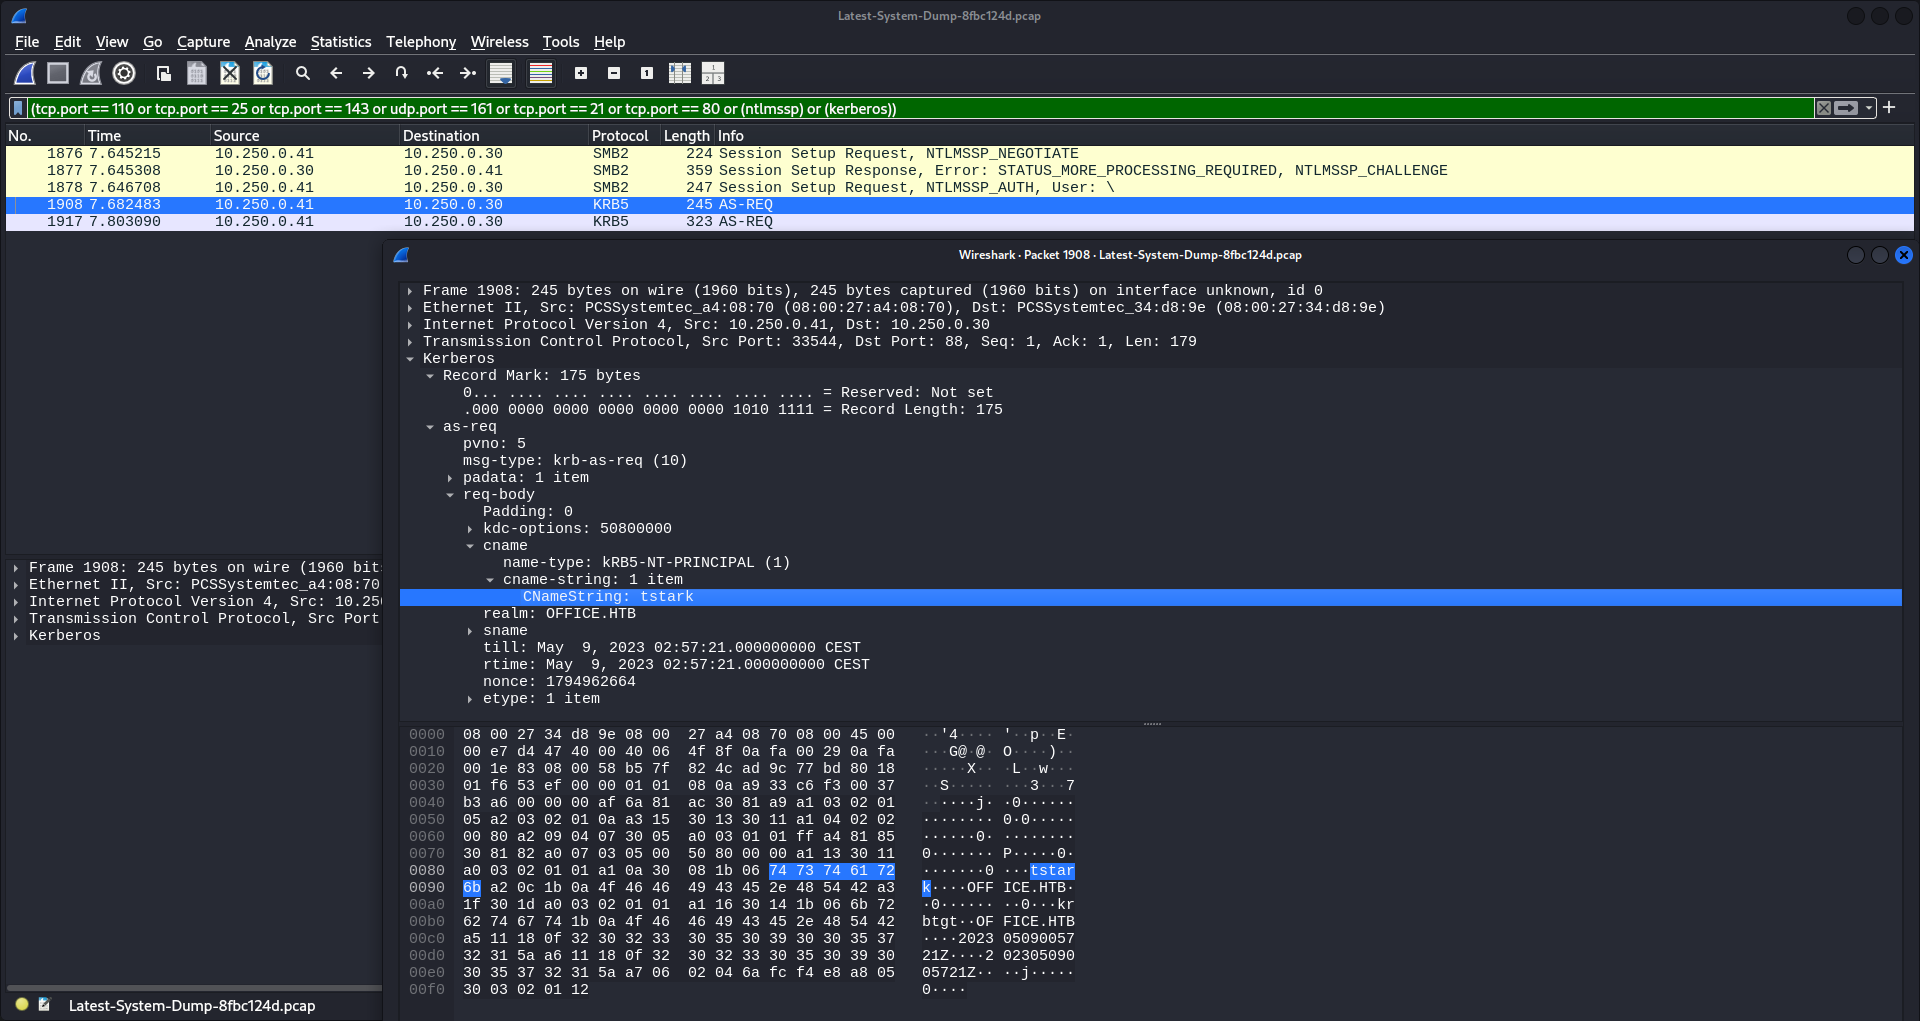 Latest-System-Dump-8fbc124d.pcap
File Edit View Go Capture Analyze Statistics Telephony Wireless Tools Help
(tcp.port == 110 or tcp.port == 25 or tcp.port == 143 or udp.port == 161 or tcp.port == 21 or tcp.port == 80 or (ntlmssp) or (kerberos))
No. Time Source Destination Protocol Length Info
1876 7.645215 10.250.0.41 10.250.0.30 SMB2 224 Session Setup Request, NTLMSSP_NEGOTIATE
1877 7.645308 10.250.0.30 10.250.0.41 SMB2 359 Session Setup Response, Error: STATUS_MORE_PROCESSING_REQUIRED, NTLMSSP_CHALLENGE
1878 7.646708 10.250.0.41 10.250.0.30 SMB2 247 Session Setup Request, NTLMSSP_AUTH, User: \
1908 7.682483 10.250.0.41 10.250.0.30 KRB5 245 AS-REQ
1917 7.803090 10.250.0.41 10.250.0.30 KRB5 323 AS-REQ
Wireshark · Packet 1908 · Latest-System-Dump-8fbc124d.pcap
Frame 1908: 245 bytes on wire (1960 bits), 245 bytes captured (1960 bits) on interface unknown, id 0
Ethernet II, Src: PCSSystemtec_a4:08:70 (08:00:27:a4:08:70), Dst: PCSSystemtec_34:d8:9e (08:00:27:34:d8:9e)
Internet Protocol Version 4, Src: 10.250.0.41, Dst: 10.250.0.30
Transmission Control Protocol, Src Port: 33544, Dst Port: 88, Seq: 1, Ack: 1, Len: 179
Kerberos
Record Mark: 175 bytes
0... .... .... .... .... .... .... .... = Reserved: Not set
.000 0000 0000 0000 0000 0000 1010 1111 = Record Length: 175
as-req
pvno: 5
msg-type: krb-as-req (10)
padata: 1 item
req-body
Padding: 0
kdc-options: 50800000
cname
name-type: kRB5-NT-PRINCIPAL (1)
cname-string: 1 item
CNameString: tstark
realm: OFFICE.HTB
sname
till: May  9, 2023 02:57:21.000000000 CEST
rtime: May  9, 2023 02:57:21.000000000 CEST
nonce: 1794962664
etype: 1 item
0000 08 00 27 34 d8 9e 08 00 27 a4 08 70 08 00 45 00 ··'4···· '··p··E·
0010 00 e7 d4 47 40 00 40 06 4f 8f 0a fa 00 29 0a fa ···G@·@· O····)··
0020 00 1e 83 08 00 58 b5 7f 82 4c ad 9c 77 bd 80 18 ·····X·· ·L··w···
0030 01 f6 53 ef 00 00 01 01 08 0a a9 33 c6 f3 00 37 ··S····· ···3···7
0040 b3 a6 00 00 00 af 6a 81 ac 30 81 a9 a1 03 02 01 ······j· ·0······
0050 05 a2 03 02 01 0a a3 15 30 13 30 11 a1 04 02 02 ········ 0·0·····
0060 00 80 a2 09 04 07 30 05 a0 03 01 01 ff a4 81 85 ······0· ········
0070 30 81 82 a0 07 03 05 00 50 80 00 00 a1 13 30 11 0······· P·····0·
0080 a0 03 02 01 01 a1 0a 30 08 1b 06 74 73 74 61 72 ·······0 ···tstar
0090 6b a2 0c 1b 0a 4f 46 46 49 43 45 2e 48 54 42 a3 k····OFF ICE.HTB·
00a0 1f 30 1d a0 03 02 01 01 a1 16 30 14 1b 06 6b 72 ·0······ ··0···kr
00b0 62 74 67 74 1b 0a 4f 46 46 49 43 45 2e 48 54 42 btgt··OF FICE.HTB
00c0 a5 11 18 0f 32 30 32 33 30 35 30 39 30 30 35 37 ····2023 05090057
00d0 32 31 5a a6 11 18 0f 32 30 32 33 30 35 30 39 30 21Z····2 02305090
00e0 30 35 37 32 31 5a a7 06 02 04 6a fc f4 e8 a8 05 05721Z·· ··j·····
00f0 30 03 02 01 12 0····
Frame 1908: 245 bytes on wire (1960 bit
Ethernet II, Src: PCSSystemtec_a4:08:70
Internet Protocol Version 4, Src: 10.250
Transmission Control Protocol, Src Port
Kerberos
Latest-System-Dump-8fbc124d.pcap